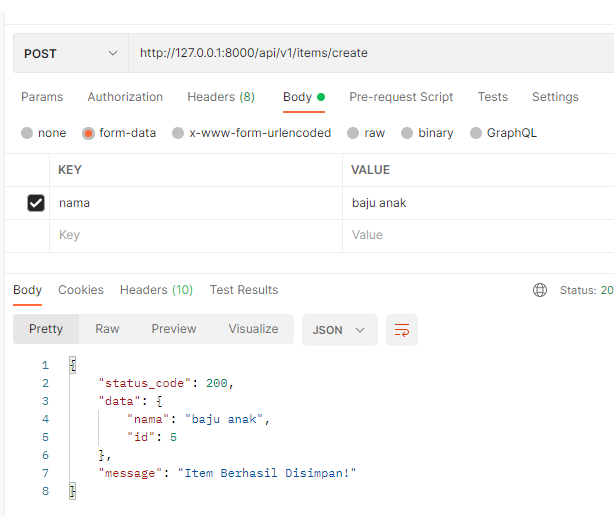 POST http://127.0.0.1:8000/api/v1/items/create
Params Authorization Headers (8) Body Pre-request Script Tests Settings
none form-data x-www-form-urlencoded raw binary GraphQL
KEY VALUE
nama baju anak
Key Value
Body Cookies Headers (10) Test Results Status: 20
Pretty Raw Preview Visualize JSON
1 {
2 "status_code": 200,
3 "data": {
4 "nama": "baju anak",
5 "id": 5
6 },
7 "message": "Item Berhasil Disimpan!"
8 }